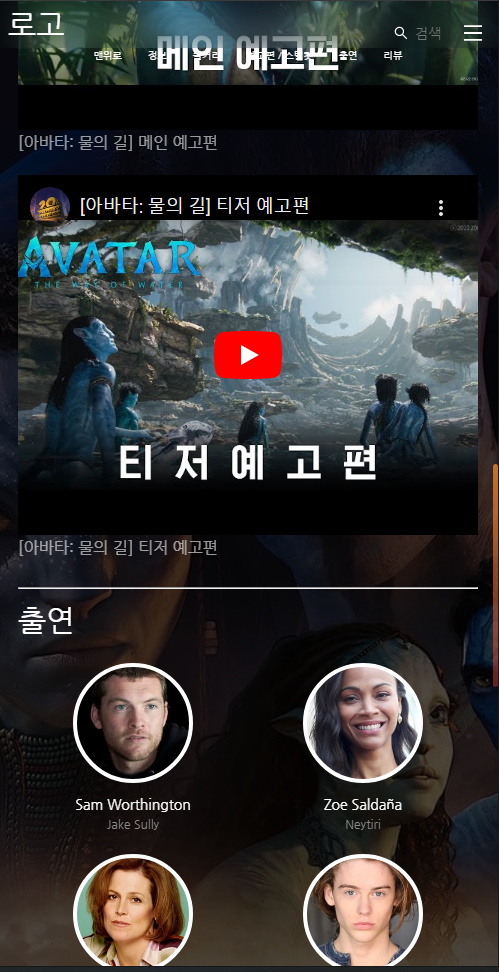 로고
검색
메인 예고편
맨위로
출연
리뷰
[아바타: 물의 길] 메인 예고편
[아바타: 물의 길] 티저 예고편
AVATAR
THE WAY OF WATER
티저예고편
[아바타: 물의 길] 티저 예고편
출연
Sam Worthington
Zoe Saldaña
Jake Sully
Neytiri